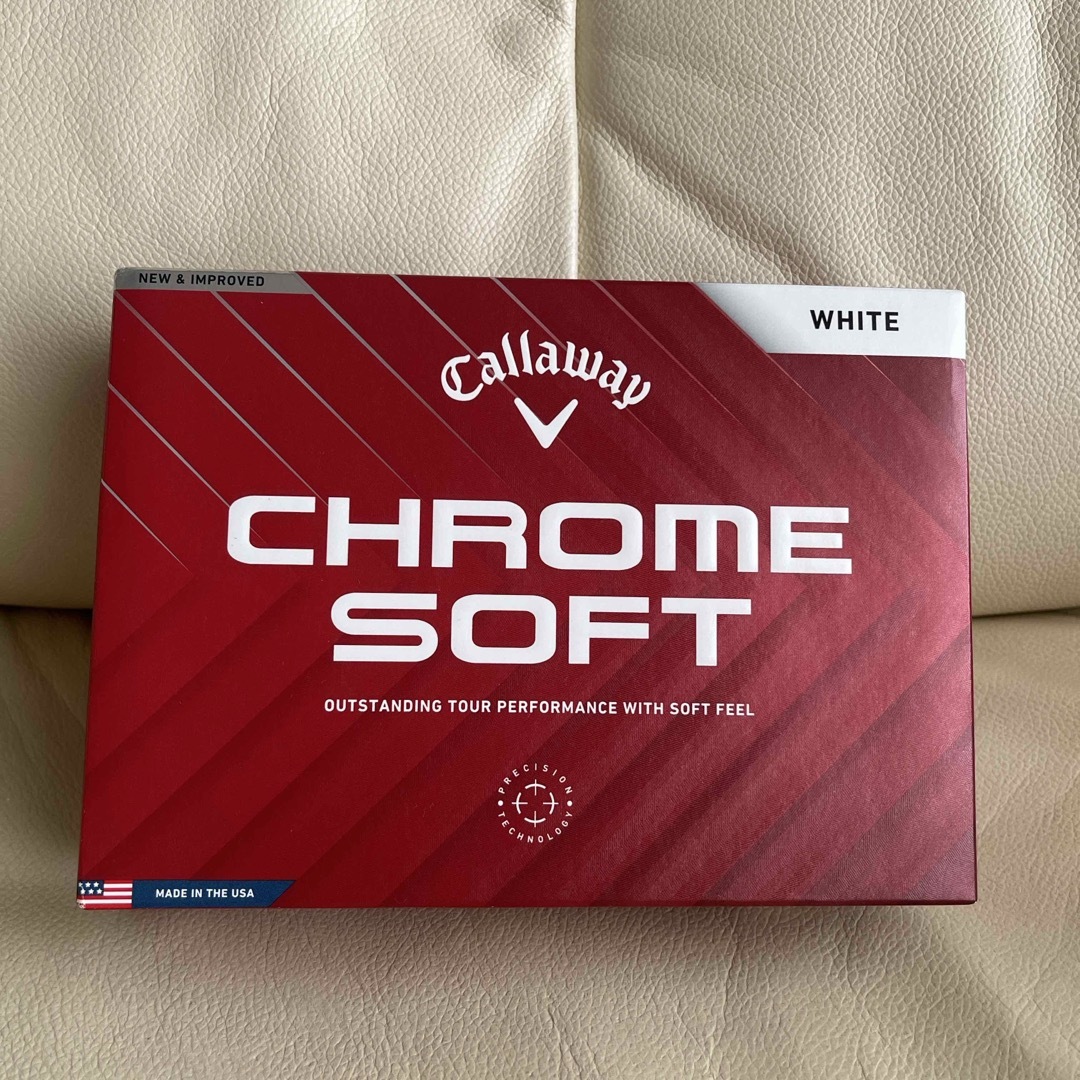 NEW & IMPROVED
WHITE
Callaway
CHROME
SOFT
OUTSTANDING TOUR PERFORMANCE WITH SOFT FEEL
PRECISION
TECHNOLOGY
MADE IN THE USA